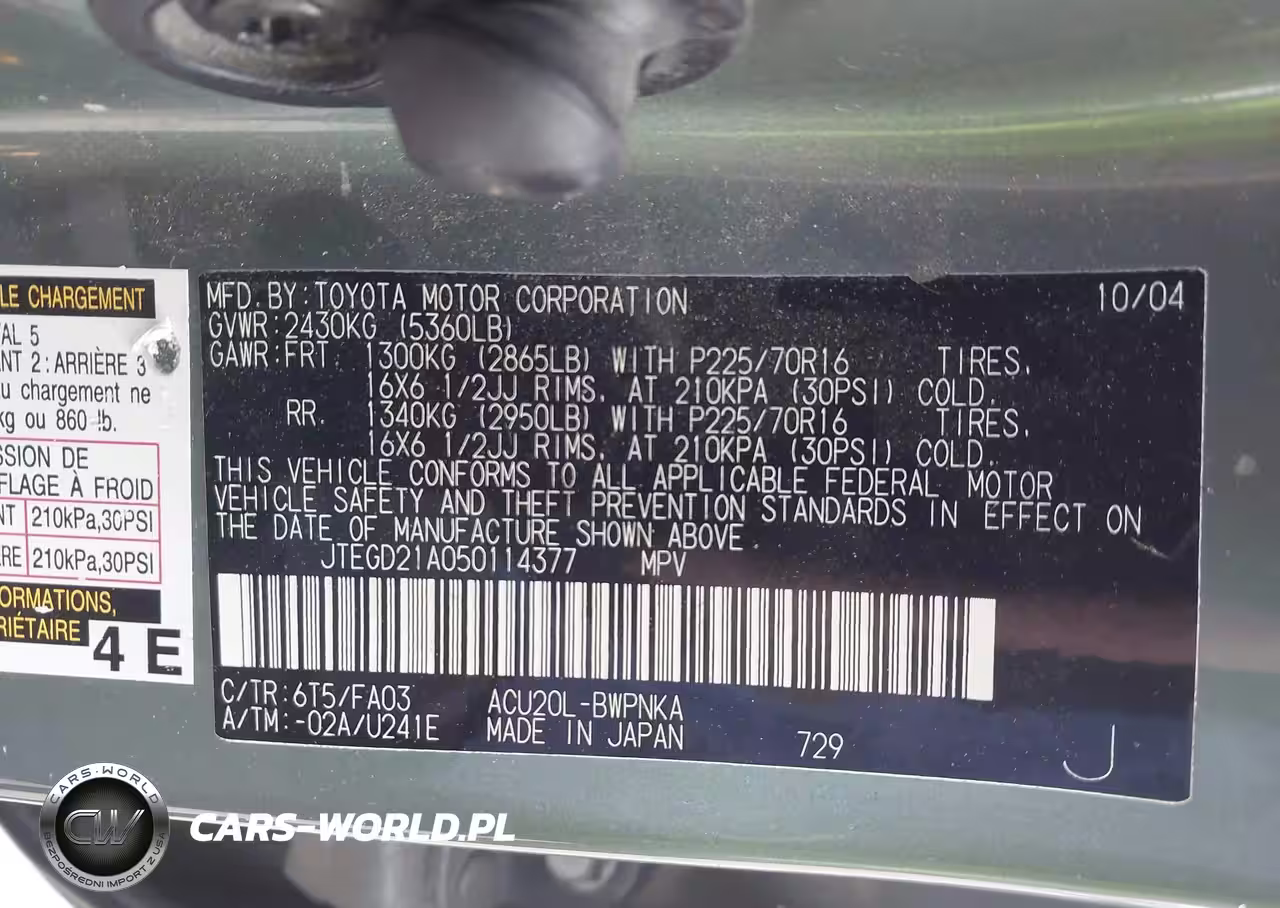 LE CHARGEMENT
AL 5
ANT 2: ARRIÈRE 3
chargement ne
kg ou 860 lb.
SSION DE
FLAGE À FROID
NT 210kPa,30PSI
RE 210kPa,30PSI
ORMATIONS,
RIÉTAIRE
4 E
MFD. BY: TOYOTA MOTOR CORPORATION 10/04
GVWR: 2430KG (5360LB)
GAWR: FRT. 1300KG (2865LB) WITH P225/70R16 TIRES,
16X6 1/2JJ RIMS, AT 210KPA (30PSI) COLD.
RR. 1340KG (2950LB) WITH P225/70R16 TIRES,
16X6 1/2JJ RIMS, AT 210KPA (30PSI) COLD.
THIS VEHICLE CONFORMS TO ALL APPLICABLE FEDERAL MOTOR
VEHICLE SAFETY AND THEFT PREVENTION STANDARDS IN EFFECT ON
THE DATE OF MANUFACTURE SHOWN ABOVE.
JTEGD21A050114377 MPV
C/TR: 6T5/FA03 ACU20L-BWPNKA
A/TM: -02A/U241E MADE IN JAPAN 729 J
CARS-WORLD
CW
BEZPOŚREDNI IMPORT Z USA
CARS-WORLD.PL